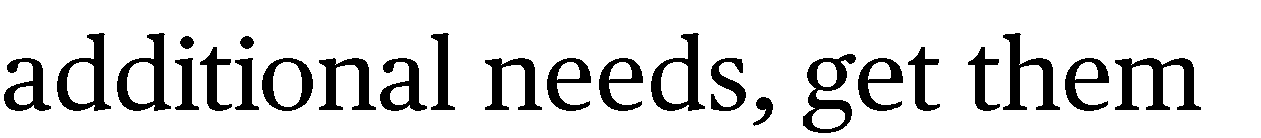 additional needs, get them